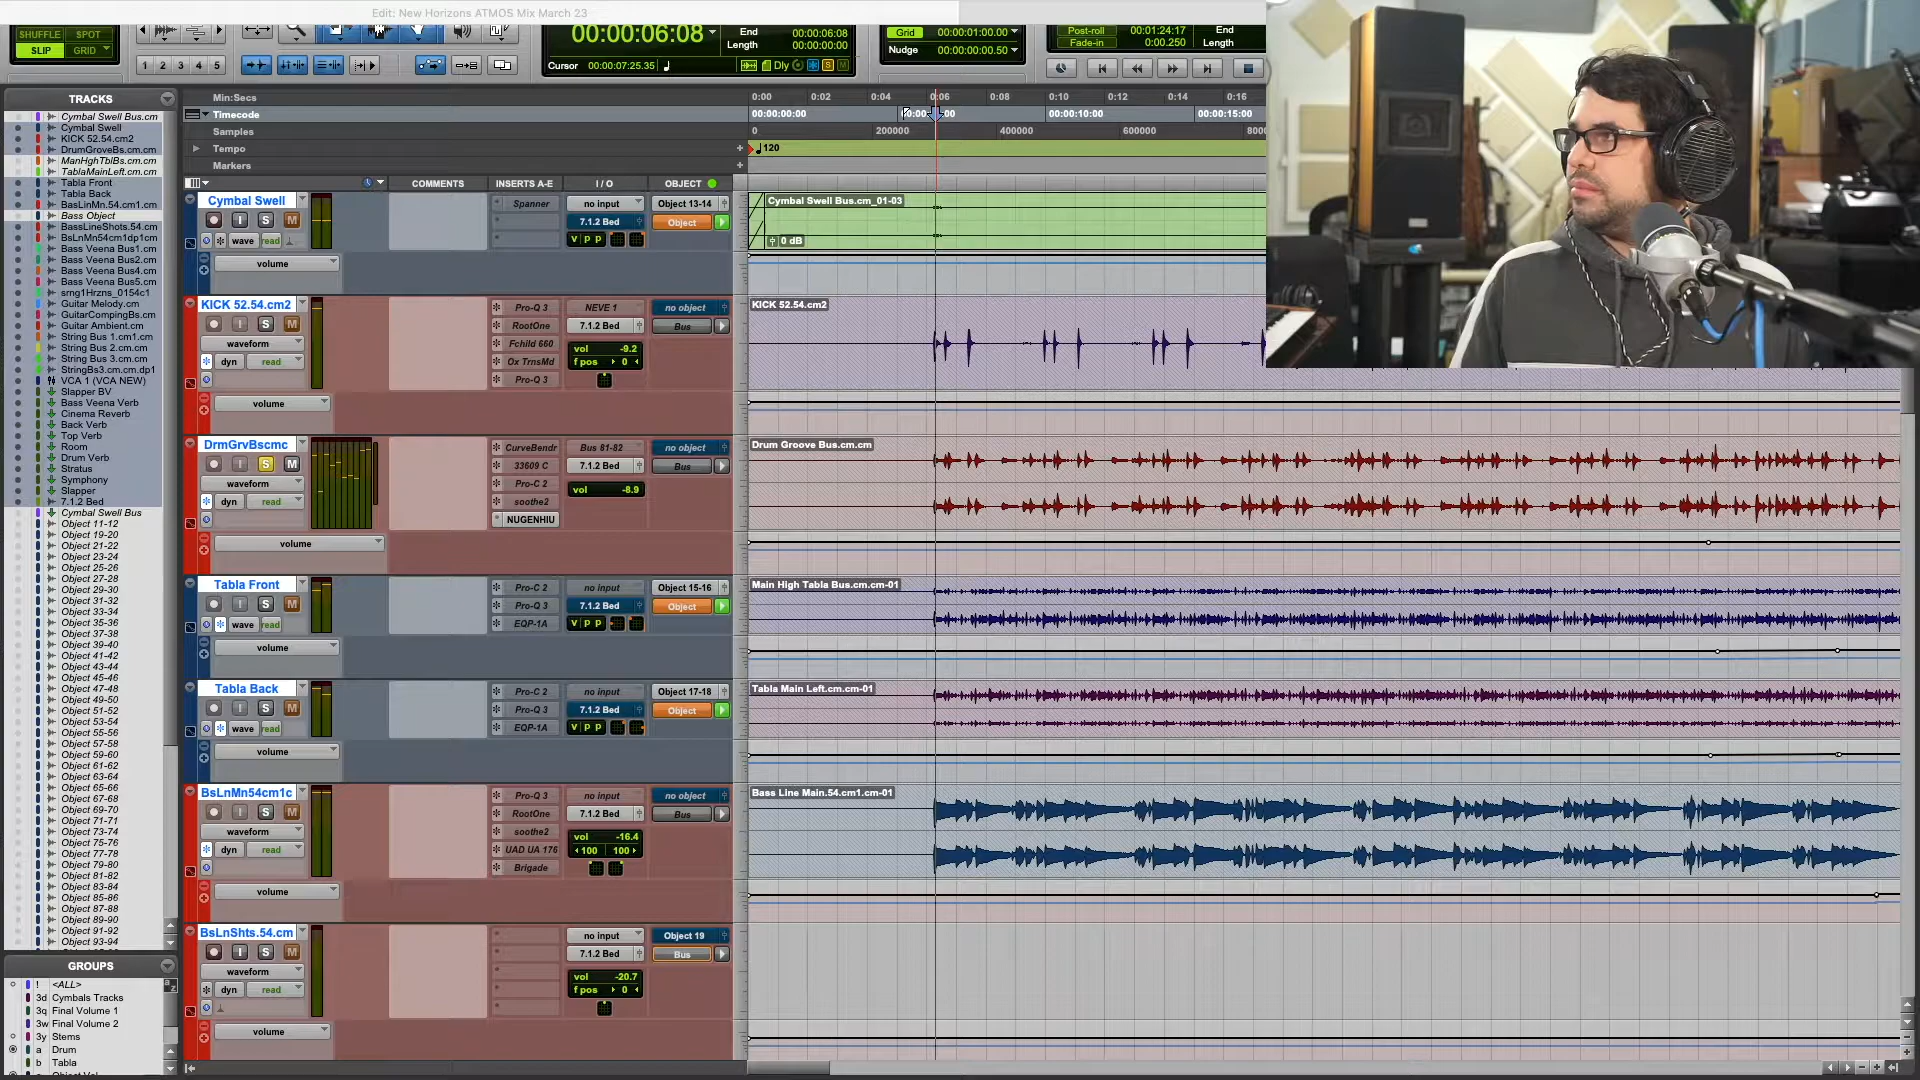 Edit: New Horizons ATMOS Mix March 23
SHUFFLE SPOT
SLIP GRID
1 2 3 4 5
00:00:06:08
End 00:00:06:08
Length 00:00:00:00
Cursor 00:00:07:25.35
Dly
S M
Grid 00:00:01:00.00
Nudge 00:00:00:00.50
Post-roll 00:01:24:17
Fade-in 0:00.250
End
Length
TRACKS
Cymbal Swell Bus.cm
Cymbal Swell
KICK 52.54.cm2
DrumGroveBs.cm.cm
ManHghTblBs.cm.cm
TablaMainLeft.cm.cm
Tabla Front
Tabla Back
BasLinMn.54.cm1.cm
Bass Object
BassLineShots.54.cm
BsLnMn54cm1dp1cm
Bass Veena Bus1.cm
Bass Veena Bus2.cm
Bass Veena Bus4.cm
Bass Veena Bus5.cm
srng1Hrzns_0154c1
Guitar Melody.cm
GuitarCompingBs.cm
Guitar Ambient.cm
String Bus 1.cm1.cm
String Bus 2.cm.cm
String Bus 3.cm.cm
StringBs3.cm.cm.dp1
VCA 1 (VCA NEW)
Slapper BV
Bass Veena Verb
Cinema Reverb
Back Verb
Top Verb
Room
Drum Verb
Stratus
Symphony
Slapper
7.1.2 Bed
Cymbal Swell Bus
Object 11-12
Object 19-20
Object 21-22
Object 23-24
Object 25-26
Object 27-28
Object 29-30
Object 31-32
Object 33-34
Object 35-36
Object 37-38
Object 39-40
Object 41-42
Object 43-44
Object 45-46
Object 47-48
Object 49-50
Object 51-52
Object 53-54
Object 55-56
Object 57-58
Object 59-60
Object 61-62
Object 63-64
Object 65-66
Object 67-68
Object 69-70
Object 71-72
Object 73-74
Object 75-76
Object 77-78
Object 79-80
Object 81-82
Object 83-84
Object 85-86
Object 87-88
Object 89-90
Object 91-92
Object 93-94
GROUPS
! <ALL>
3d Cymbals Tracks
3q Final Volume 1
3w Final Volume 2
3y Stems
a Drum
b Tabla
Min:Secs 0:00 0:02 0:04 0:06 0:08 0:10 0:12 0:14 0:16
Timecode 00:00:00:00 00:00:10:00 00:00:15:00
Samples 0 200000 400000 600000
Tempo 120
Markers
COMMENTS INSERTS A-E I / O OBJECT
Cymbal Swell Spanner no input Object 13-14
I S M 7.1.2 Bed Object
wave read v p p
volume
Cymbal Swell Bus.cm_01-03
0 dB
KICK 52.54.cm2 Pro-Q 3 NEVE 1 no object
I S M RootOne 7.1.2 Bed Bus
waveform Fchild 660 vol -9.2
dyn read Ox TrnsMd f pos 0
Pro-Q 3
volume
KICK 52.54.cm2
DrmGrvBscmc CurveBendr Bus 81-82 no object
I S M 33609 C 7.1.2 Bed Bus
waveform Pro-C 2 vol -8.9
dyn read soothe2
NUGENHIU
volume
Drum Groove Bus.cm.cm
Tabla Front Pro-C 2 no input Object 15-16
I S M Pro-Q 3 7.1.2 Bed Object
wave read EQP-1A v p p
volume
Main High Tabla Bus.cm.cm-01
Tabla Back Pro-C 2 no input Object 17-18
I S M Pro-Q 3 7.1.2 Bed Object
wave read EQP-1A v p p
volume
Tabla Main Left.cm.cm-01
BsLnMn54cm1c Pro-Q 3 no input no object
I S M RootOne 7.1.2 Bed Bus
waveform soothe2 vol -16.4
dyn read UAD UA 176 100 100
Brigade
volume
Bass Line Main.54.cm1.cm-01
BsLnShts.54.cm no input Object 19
I S M 7.1.2 Bed Bus
waveform vol -20.7
dyn read f pos 0
volume